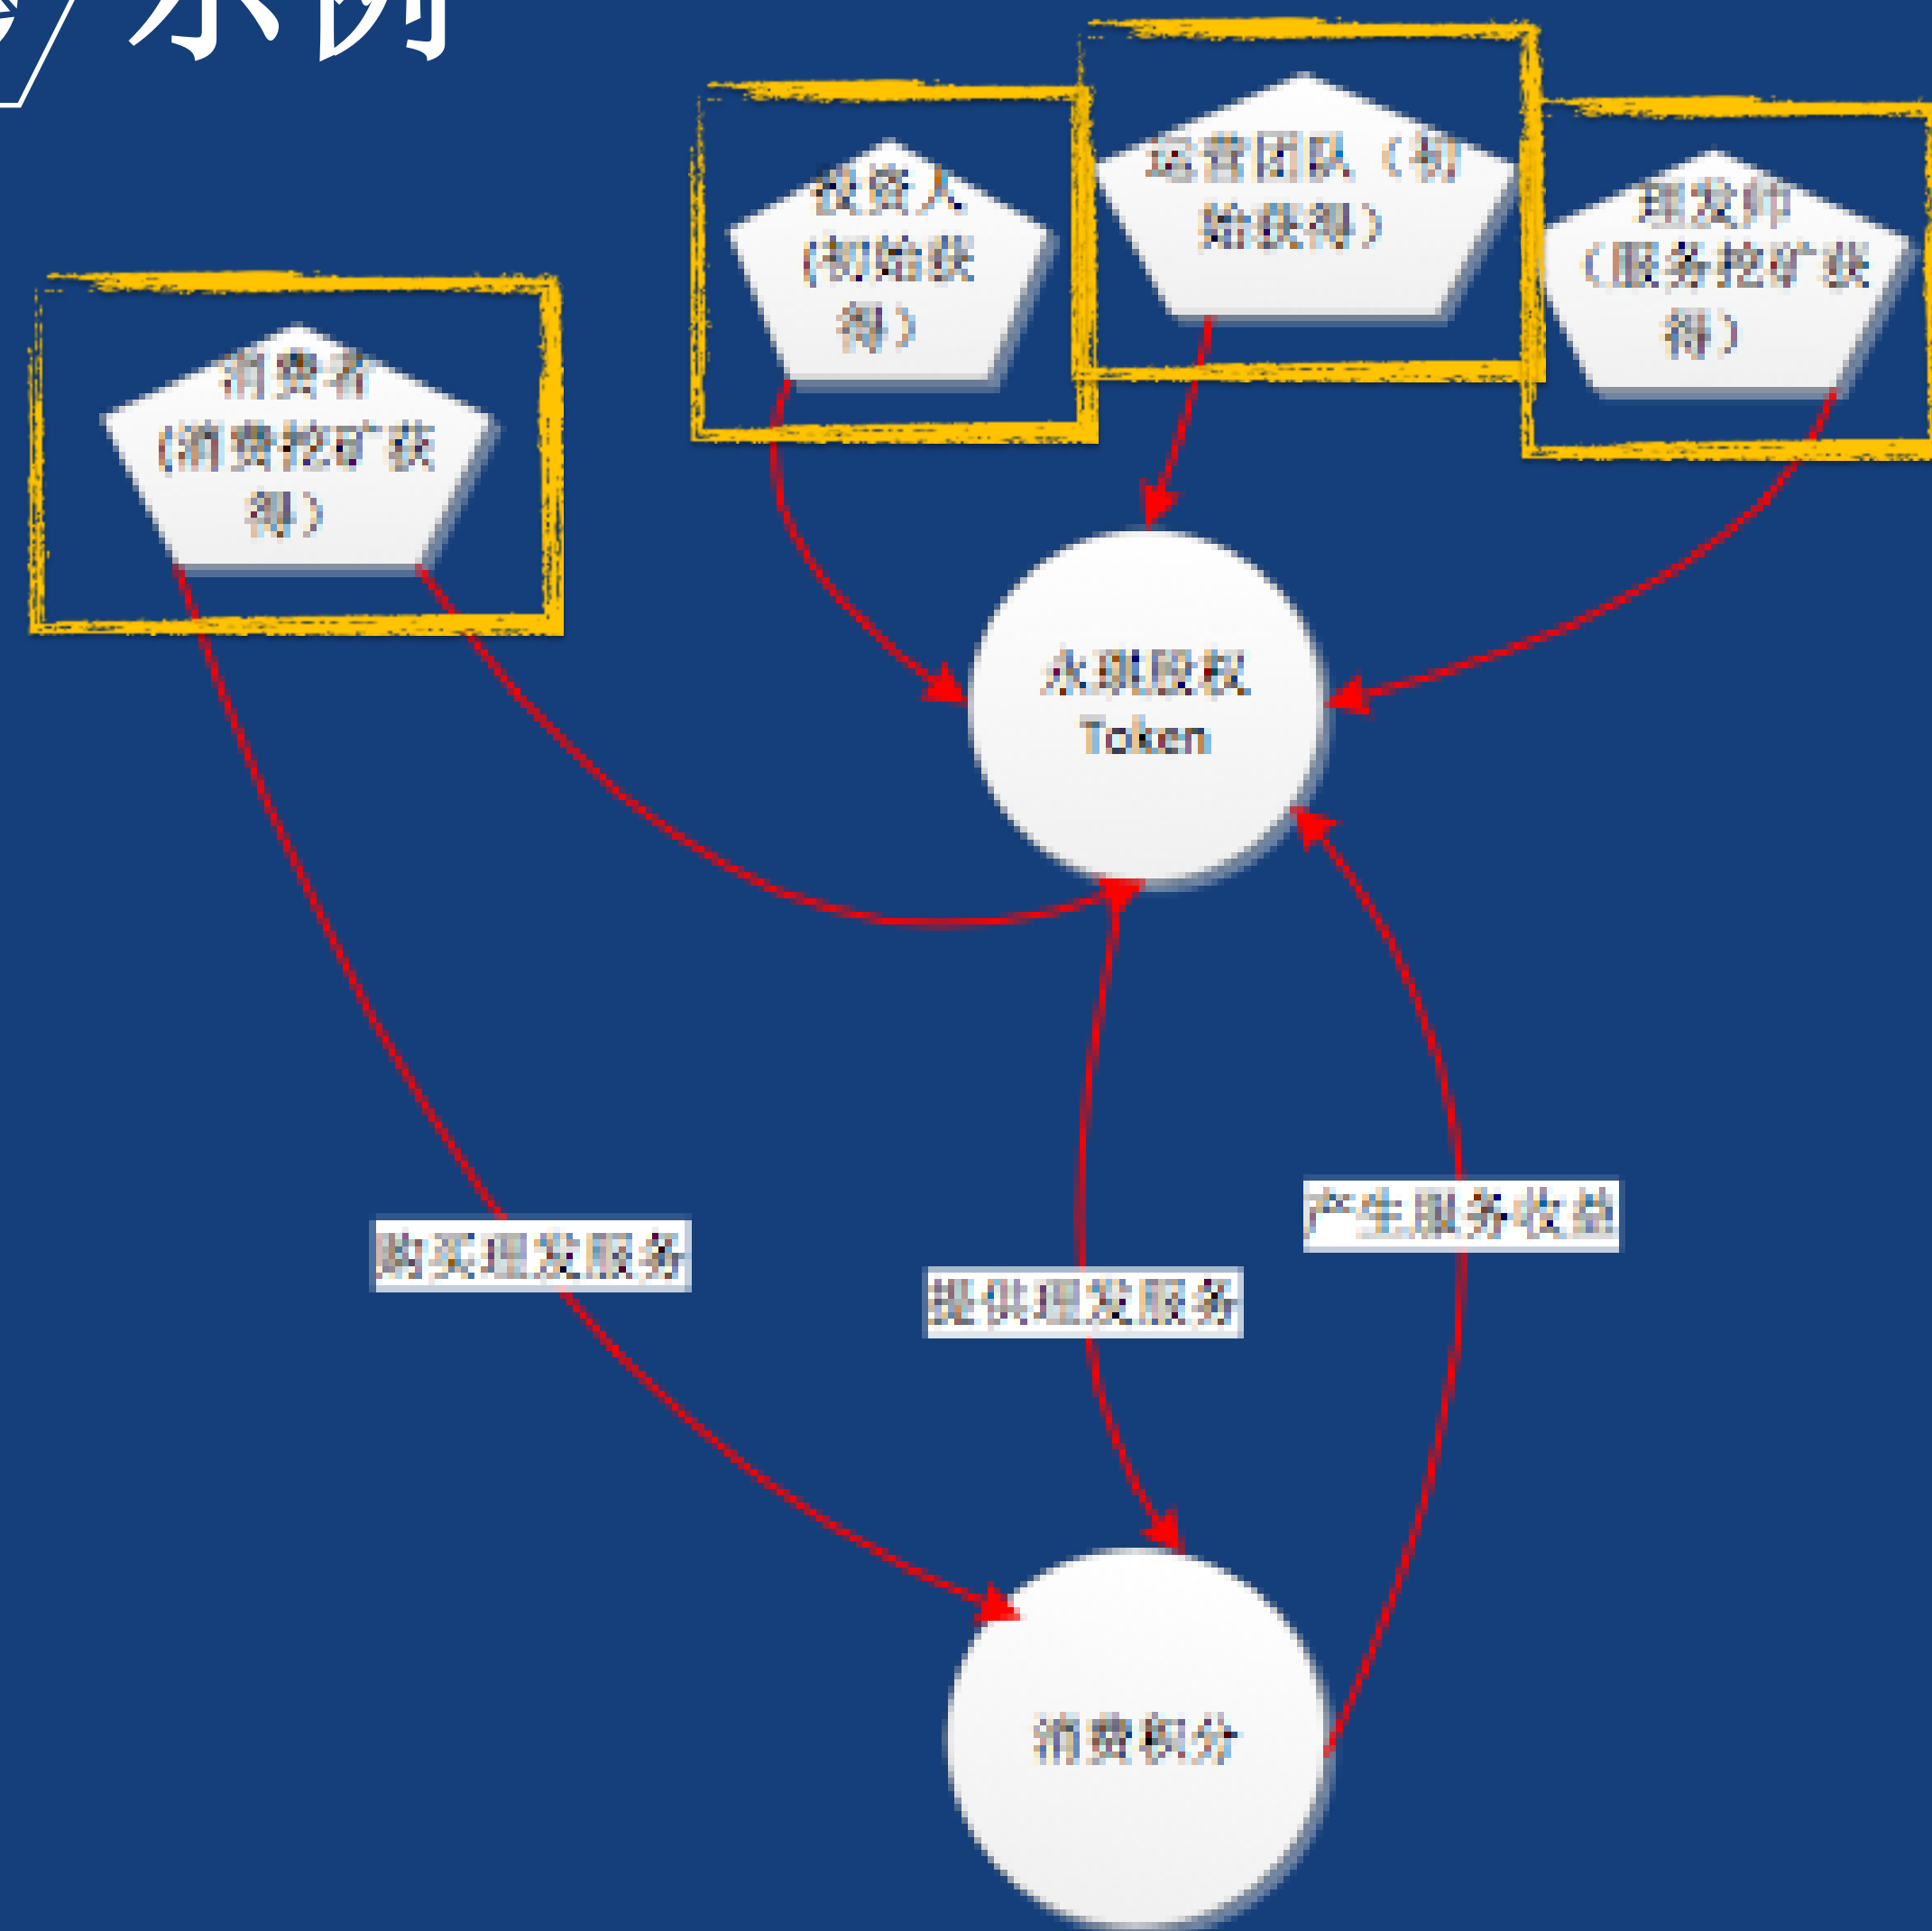 示例
投资人
(初始获
得)
运营团队（初
始获得）
理发师
（服务挖矿获
得）
消费者
(消费挖矿获
得）
永琪股权
Token
购买理发服务
产生服务收益
提供理发服务
消费积分